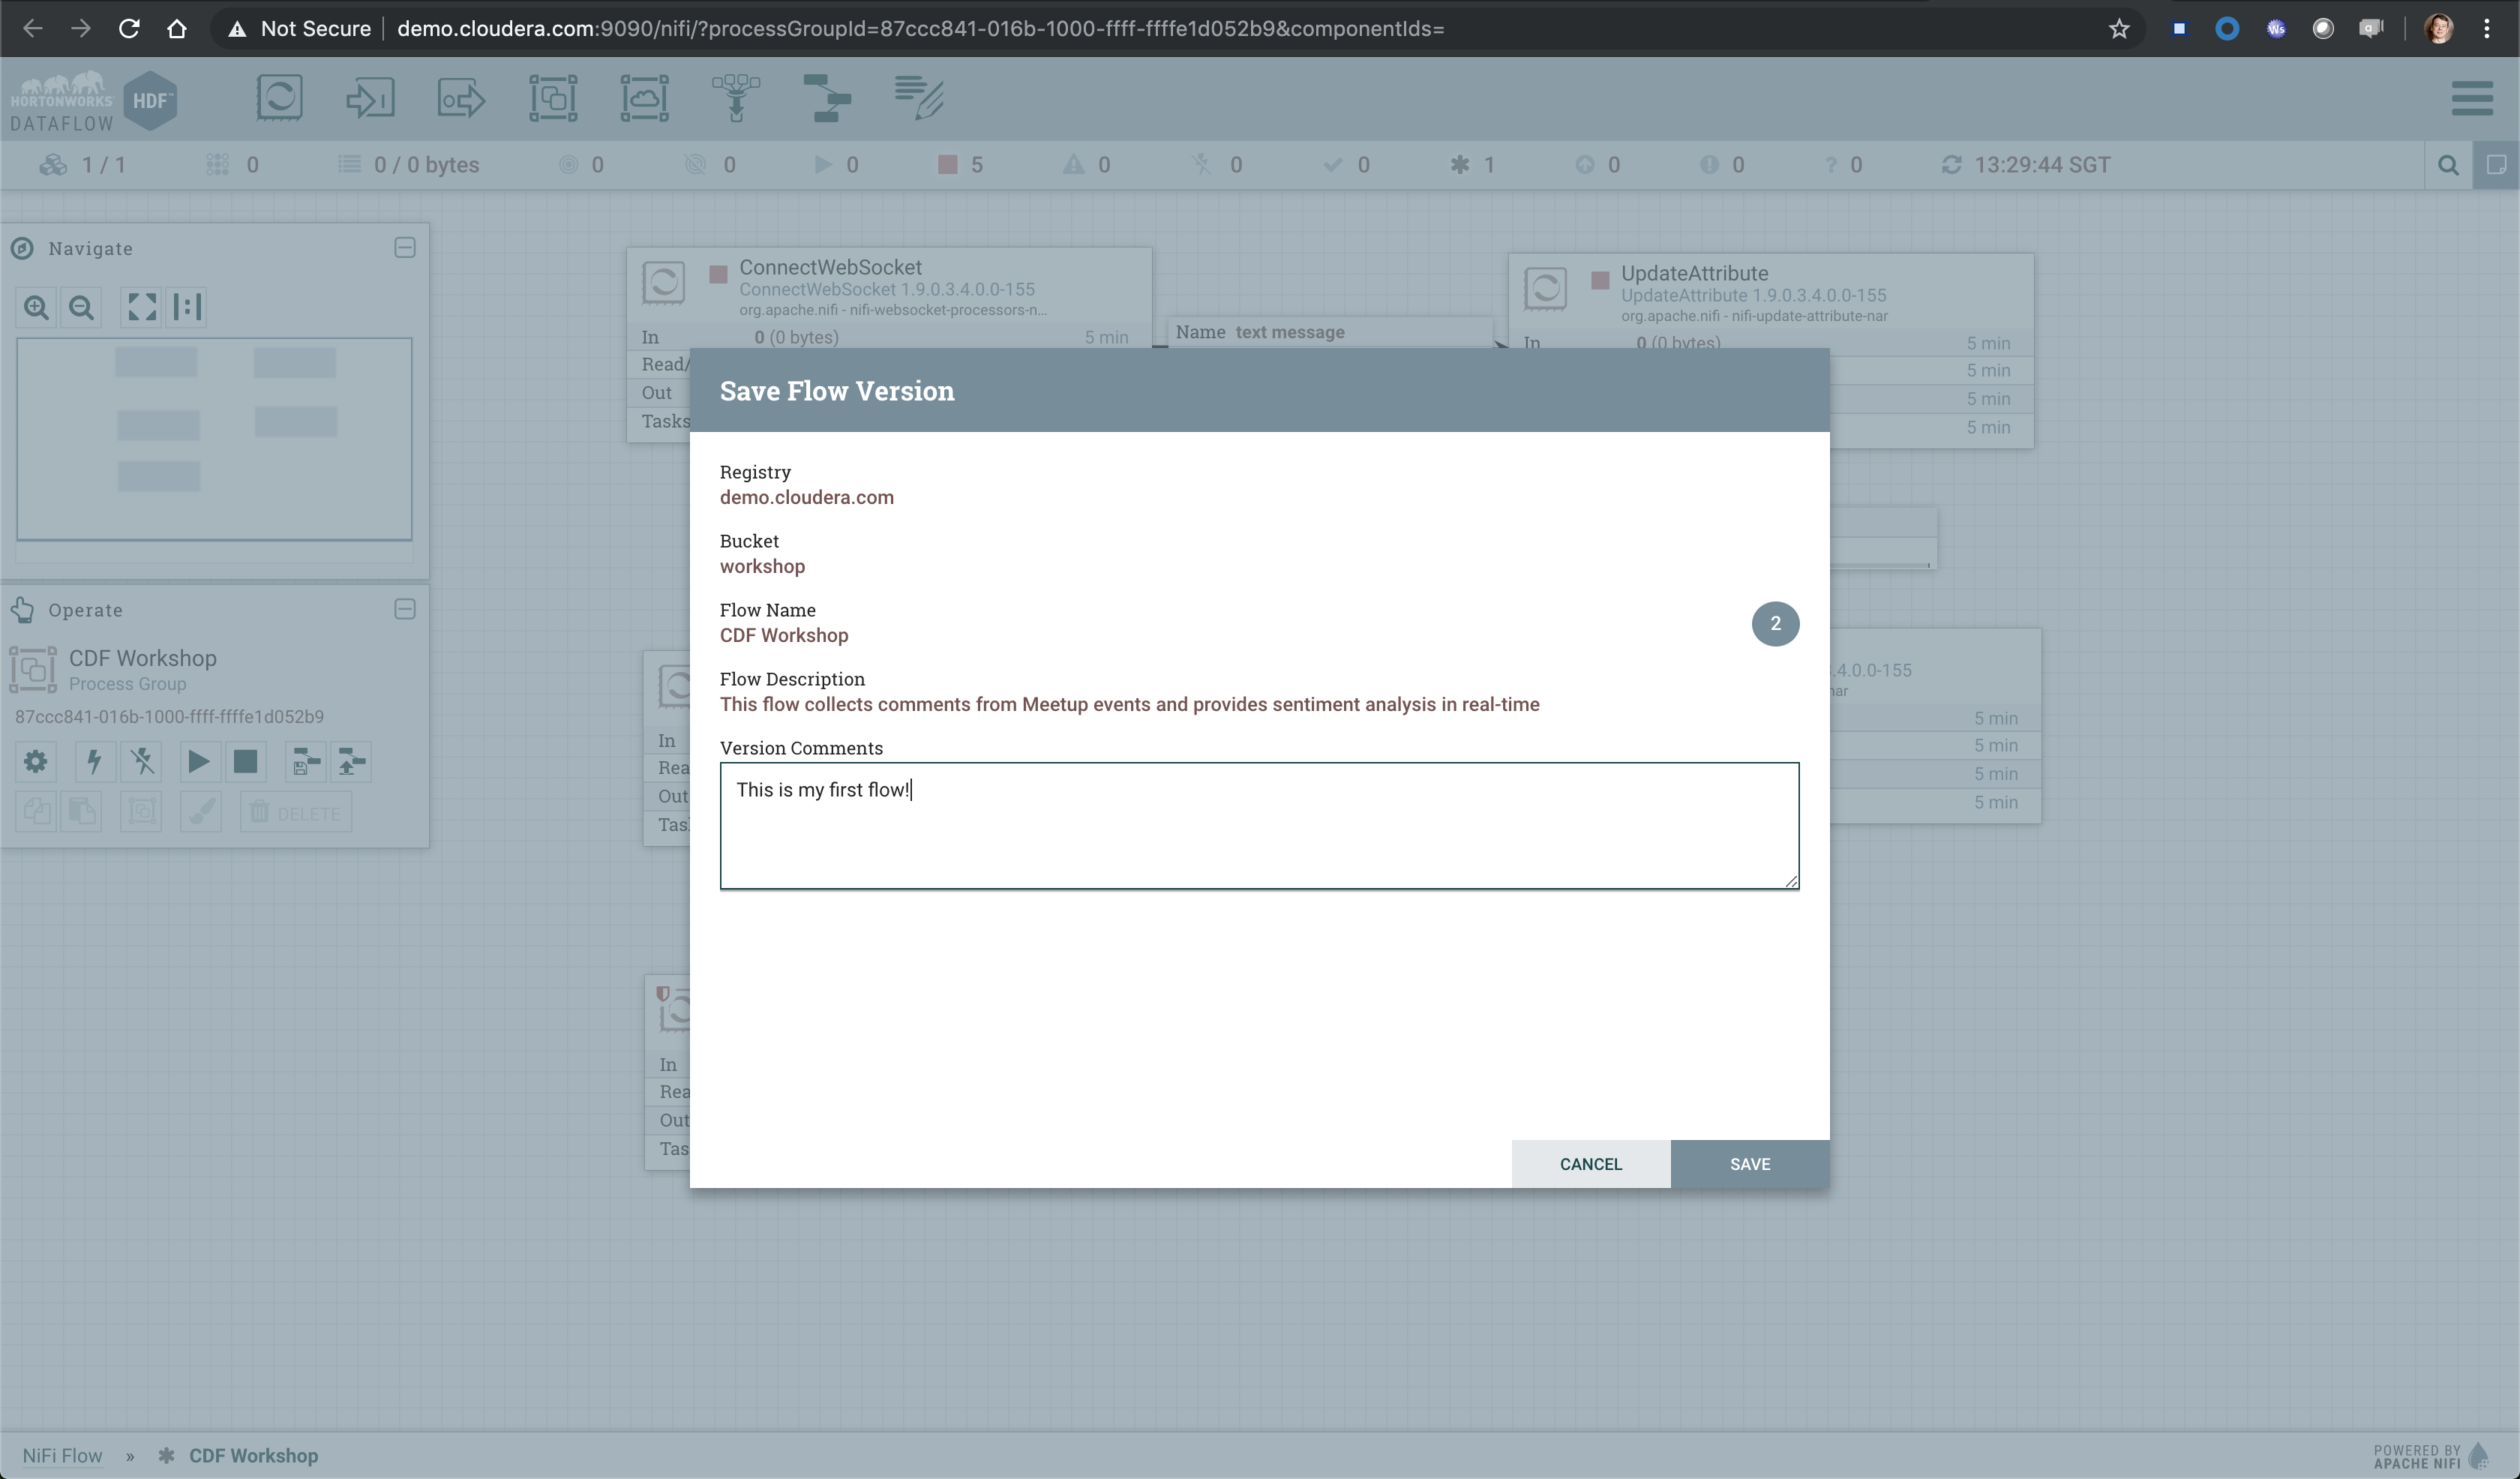 Not Secure demo.cloudera.com:9090/nifi/?processGroupId=87ccc841-016b-1000-ffff-ffffe1d052b9&componentIds=
Ws
HORTONWORKS
DATAFLOW
HDF™
1 / 1 0 0 / 0 bytes 0 0 0 5 0 0 0 1 0 0 0 13:29:44 SGT
Navigate
ConnectWebSocket
ConnectWebSocket 1.9.0.3.4.0.0-155
org.apache.nifi - nifi-websocket-processors-n...
In 0 (0 bytes) 5 min
Read/
Out
Tasks
Name text message
UpdateAttribute
UpdateAttribute 1.9.0.3.4.0.0-155
org.apache.nifi - nifi-update-attribute-nar
In 0 (0 bytes) 5 min
5 min
5 min
5 min
Save Flow Version
Registry
demo.cloudera.com
Bucket
workshop
Flow Name
CDF Workshop
2
Flow Description
This flow collects comments from Meetup events and provides sentiment analysis in real-time
Version Comments
This is my first flow!
CANCEL
SAVE
Operate
CDF Workshop
Process Group
87ccc841-016b-1000-ffff-ffffe1d052b9
DELETE
In
Rea
Out
Tas
.4.0.0-155
nar
5 min
5 min
5 min
5 min
In
Rea
Out
Tas
NiFi Flow » CDF Workshop
POWERED BY
APACHE NIFI